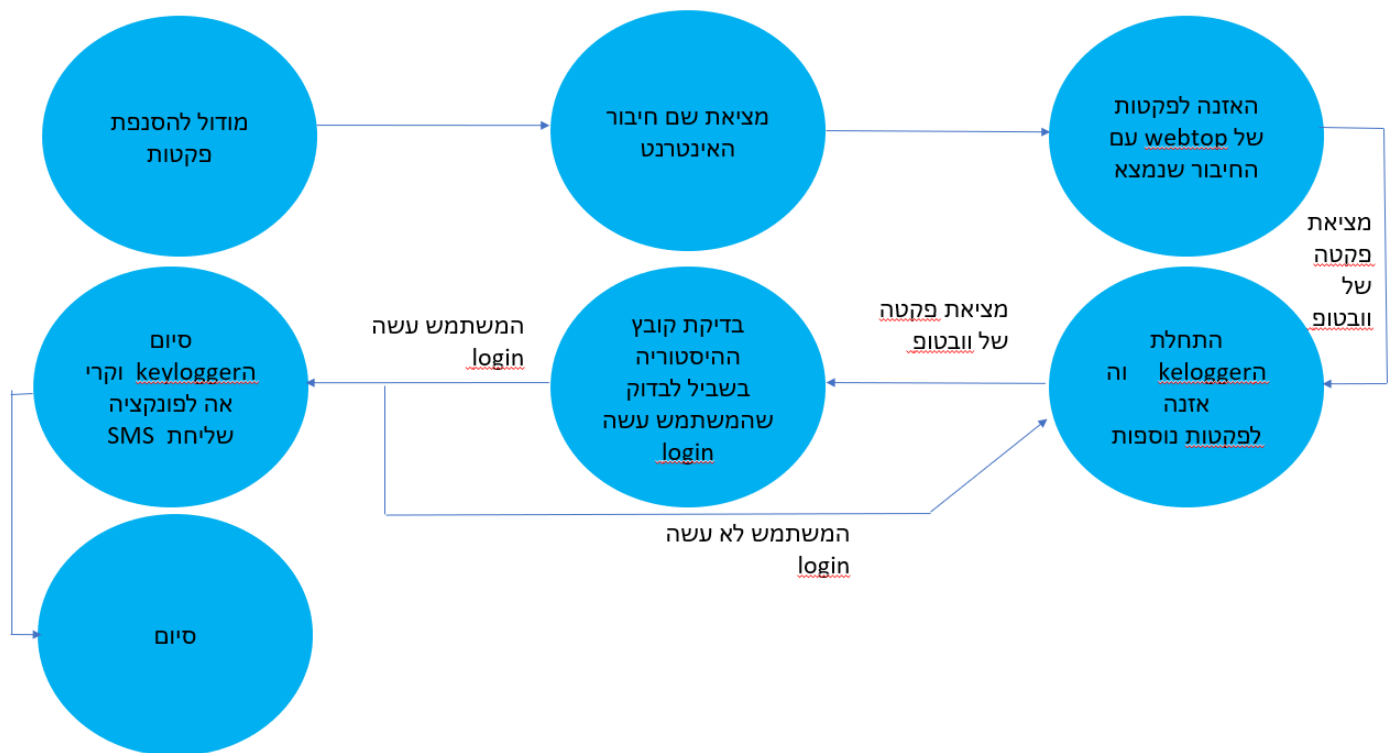 מודול להסנפת
פקטות
מציאת שם חיבור
האינטרנט
האזנה לפקטות
של webtop עם
החיבור שנמצא
מציאת
פקטה
של
וובטופ
התחלת
הkelogger וה
אזנה
לפקטות נוספות
מציאת פקטה
של וובטופ
בדיקת קובץ
ההיסטוריה
בשביל לבדוק
שהמשתמש עשה
login
המשתמש עשה
login
המשתמש לא עשה
login
סיום
הkeylogger וקרי
אה לפונקציה
שליחת SMS
סיום